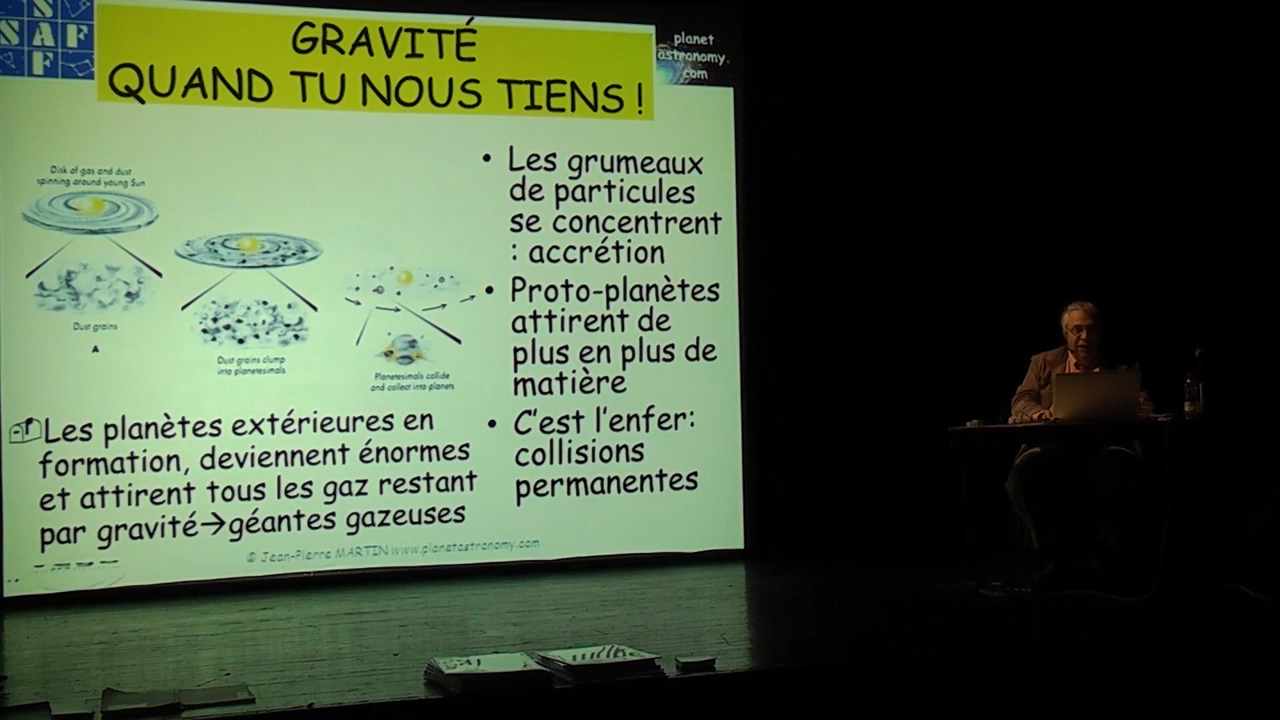 SAF
F
GRAVITÉ
QUAND TU NOUS TIENS !
planet
astronomy.
com
Disk of gas and dust
spinning around young Sun
Dust grains
A
Dust grains clump
into planetesimals
Planetesimals collide
and collect into planets
• Les grumeaux
de particules
se concentrent
: accrétion
• Proto-planètes
attirent de
plus en plus de
matière
• C'est l'enfer:
collisions
permanentes
Les planètes extérieures en
formation, deviennent énormes
et attirent tous les gaz restant
par gravité→géantes gazeuses
© Jean-Pierre MARTIN www.planetastronomy.com